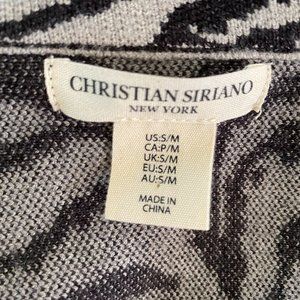 CHRISTIAN SIRIANO
NEW YORK
US:S/M
CA:P/M
UK:S/M
EU:S/M
AU:S/M
MADE IN
CHINA